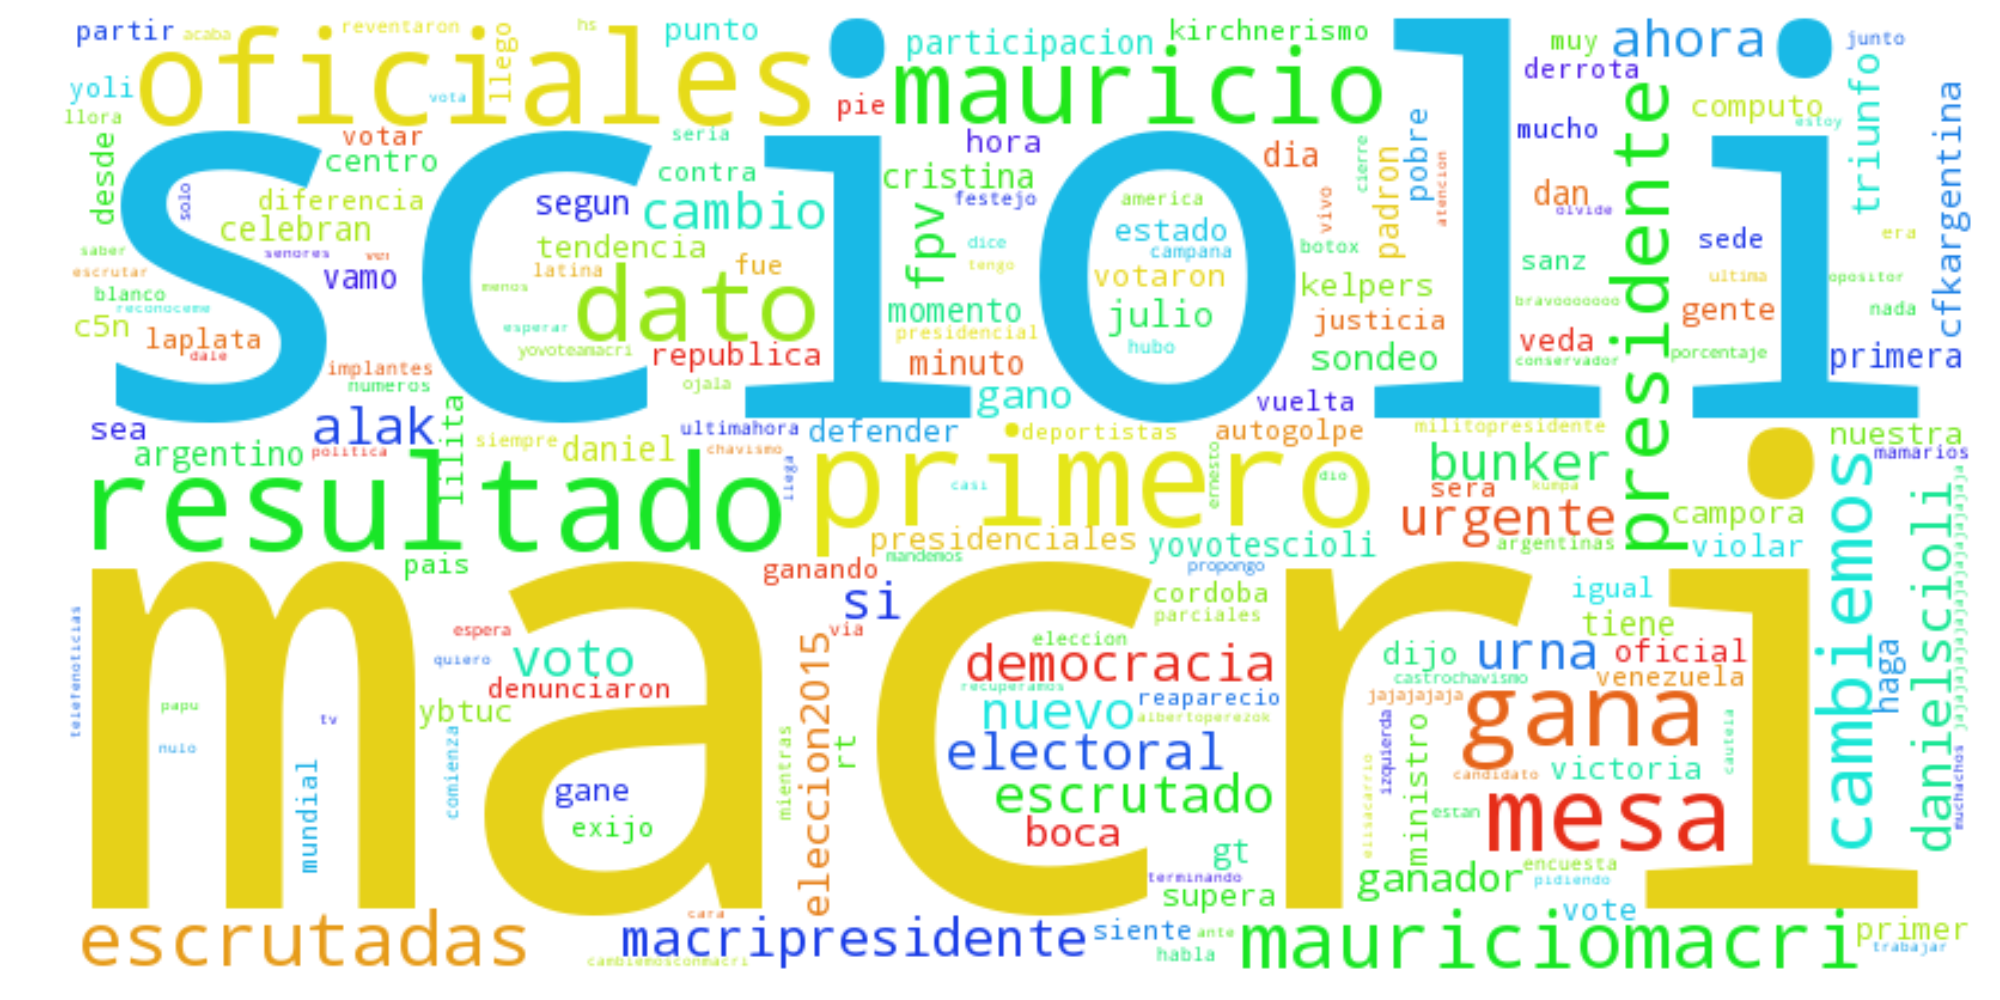 partir
acaba
reventaron
hs
punto
participacion
kirchnerismo
muy
ahora
junto
oficiales
llego
mauricio
derrota
yoli
vota
pie
computo
estoy
triunfo
cfkargentina
llora
votar
seria
hora
mucho
presidente
desde
centro
contra
cristina
dia
cierre
padron
pobre
atencion
dan
olvide
scioli
solo
diferencia
segun
cambio
festejo
america
vivo
celebran
tendencia
fpv
dice
estado
campana
botox
sede
era
saber
senores
ver
vamo
latina
fue
tengo
votaron
kelpers
sanz
ultima
opositor
escrutar
blanco
reconoceme
menos
dato
momento
julio
bravooooooo
gente
nada
c5n
esperar
presidencial
justicia
laplata
dale
yovoteamacri
republica
minuto
hubo
sondeo
veda
conservador
porcentaje
primera
implantes
numeros
ojala
gano
vuelta
sea
alak
lilita
siempre
daniel
ultimahora
defender
deportistas
autogolpe
militopresidente
nuestra
argentino
politica
chavismo
bunker
mamarios
resultado
llega
primero
casi
ernesto
dio
sera
kumpa
urgente
campora
cambiemos
danielscioli
jajajajajajajajajajaja
pais
presidenciales
mandemos
yovotescioli
argentinas
violar
ganando
propongo
macri
telefenoticias
si
cordoba
parciales
igual
tiene
espera
via
eleccion
voto
quiero
democracia
dijo
urna
oficial
haga
denunciaron
recuperamos
reaparecio
castrochavismo
venezuela
papu
tv
ybtuc
eleccion2015
rt
nuevo
albertoperezok
jajajajaja
gana
nulo
mundial
comienza
mientras
electoral
izquierda
ministro
cautela
candidato
victoria
muchachos
gane
exijo
escrutado
elisacarrio
estan
mesa
boca
gt
terminando
supera
ganador
encuesta
pidiendo
escrutadas
cara
macripresidente
siente
ante
vote
mauriciomacri
primer
cambiemosconmacri
habla
trabajar